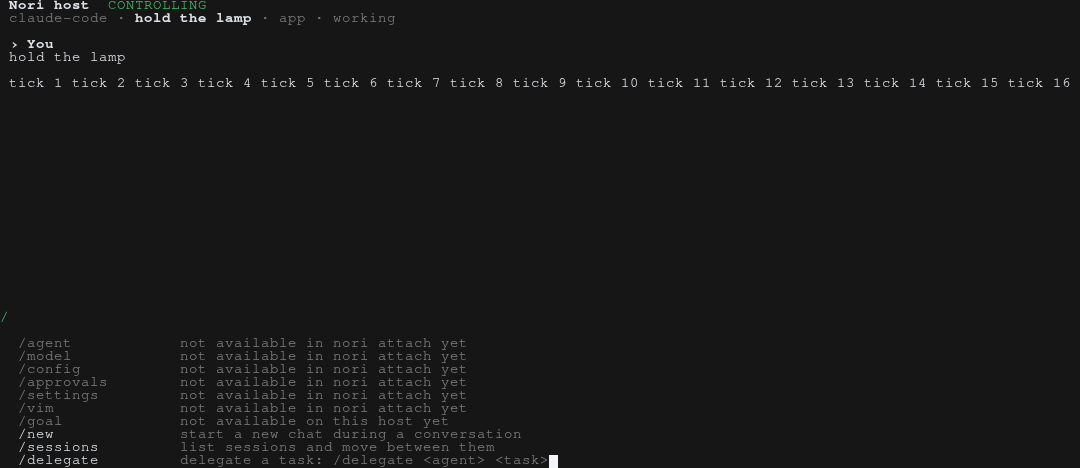 Nori host CONTROLLING
claude-code · hold the lamp · app · working
› You
hold the lamp
tick 1 tick 2 tick 3 tick 4 tick 5 tick 6 tick 7 tick 8 tick 9 tick 10 tick 11 tick 12 tick 13 tick 14 tick 15 tick 16
/
/agent not available in nori attach yet
/model not available in nori attach yet
/config not available in nori attach yet
/approvals not available in nori attach yet
/settings not available in nori attach yet
/vim not available in nori attach yet
/goal not available on this host yet
/new start a new chat during a conversation
/sessions list sessions and move between them
/delegate delegate a task: /delegate <agent> <task>